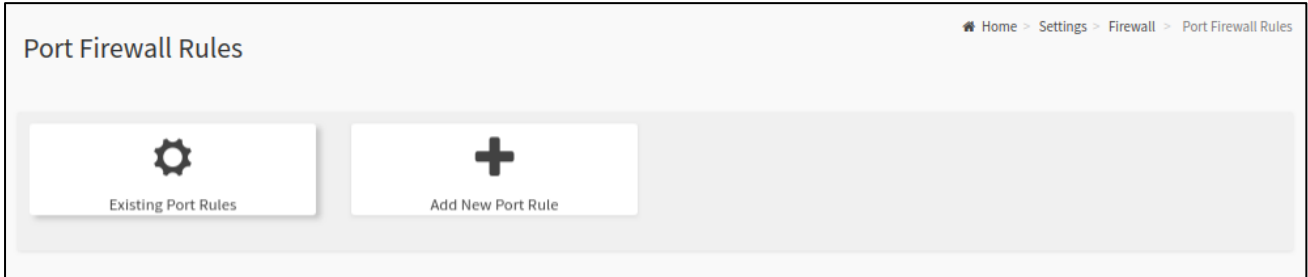 Home > Settings > Firewall > Port Firewall Rules
Port Firewall Rules
Existing Port Rules
Add New Port Rule